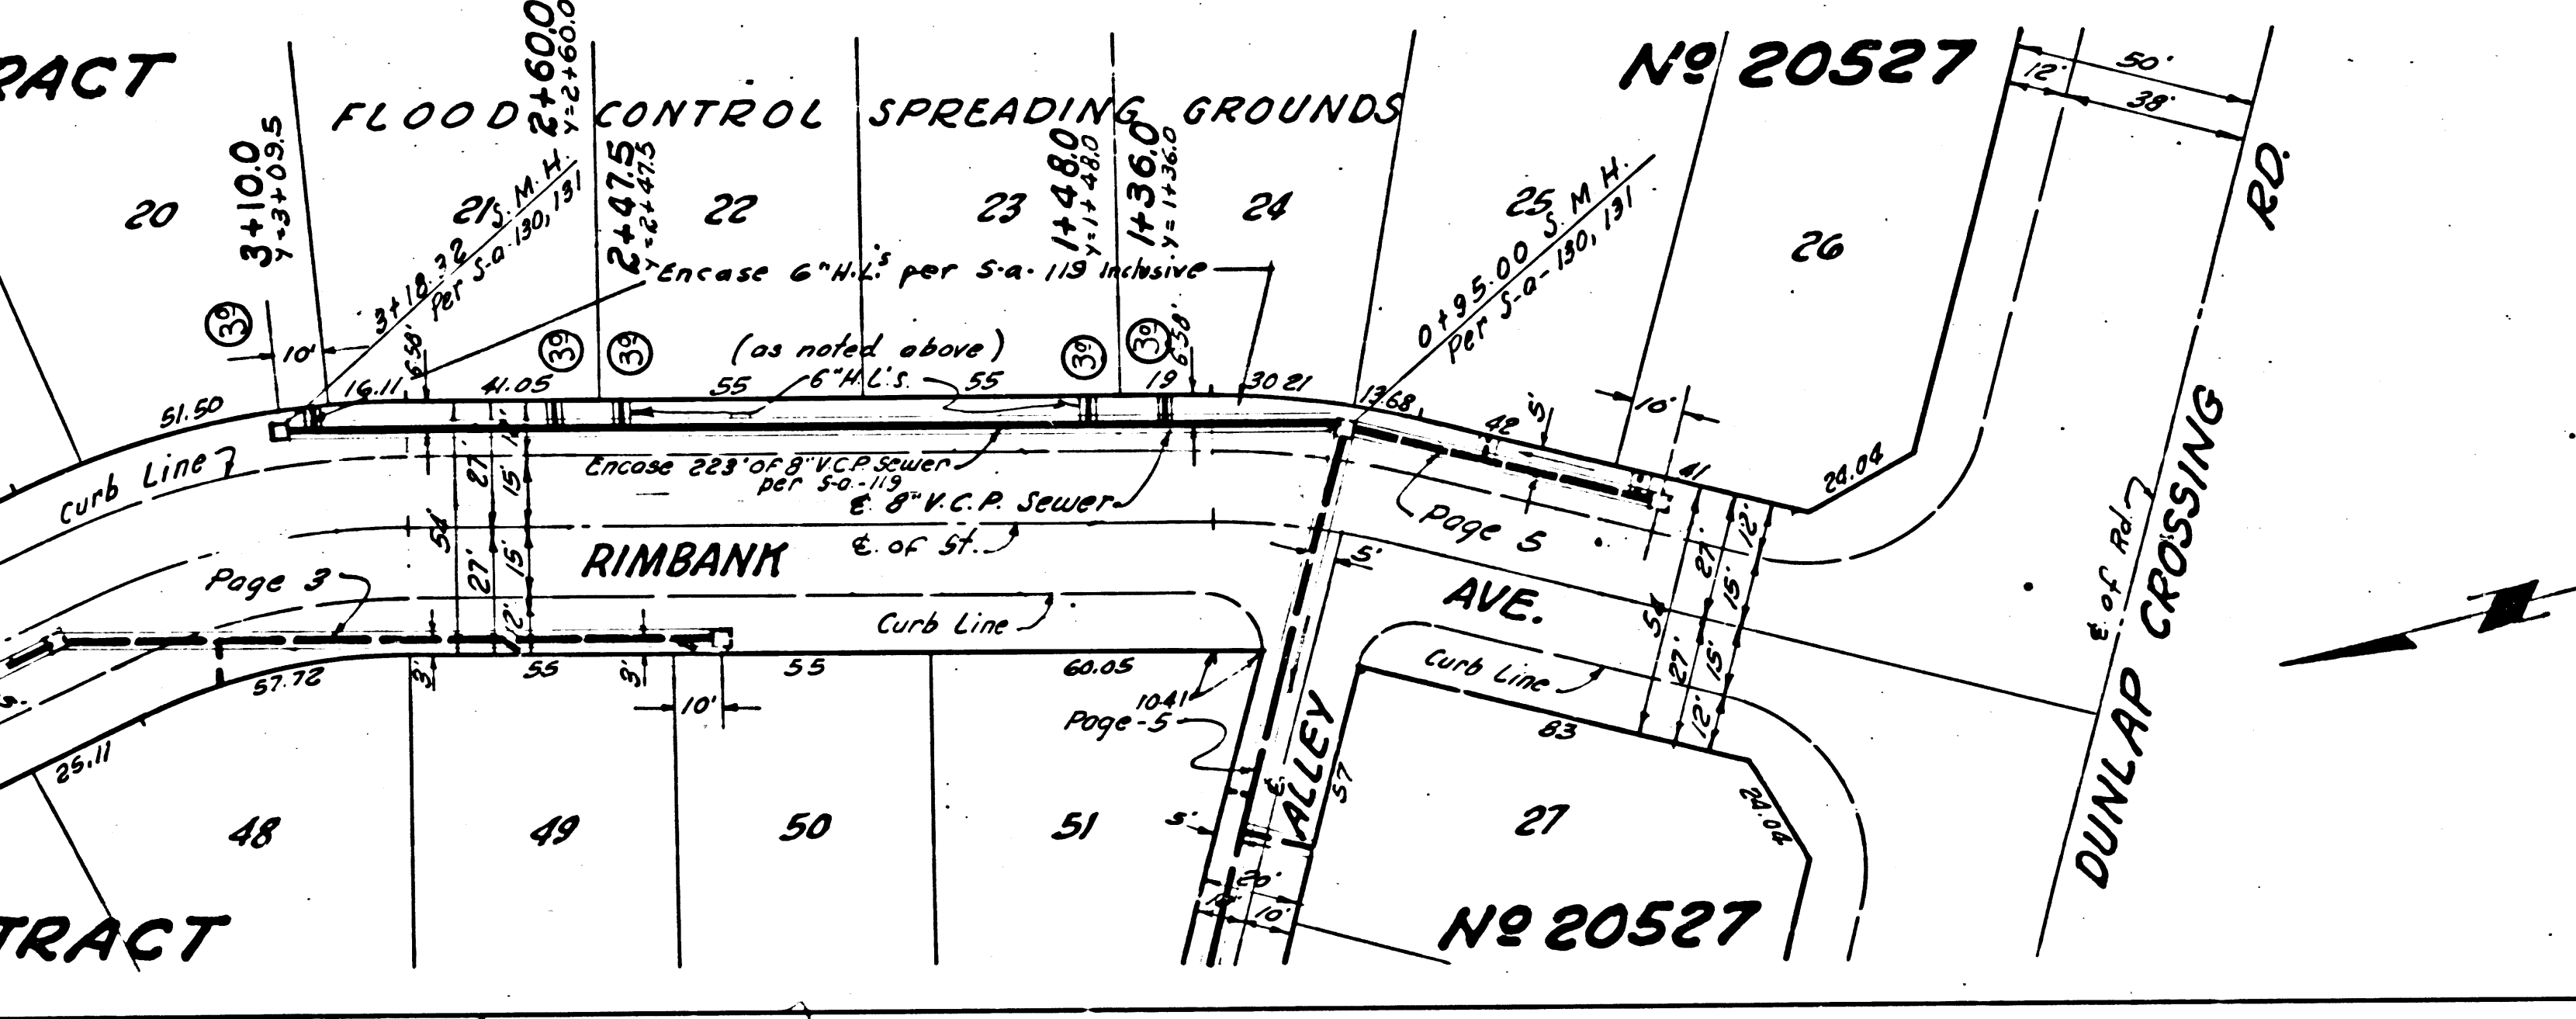 RACT
Nº 20527
FLOOD CONTROL SPREADING GROUNDS
50'
12'
38'
3+10.0
Y=3+09.5
2+60.0
Y=2+60.0
2+47.5
Y=2+47.5
1+48.0
Y=1+48.0
1+36.0
Y=1+36.0
20
21
22
23
24
25
26
3+18.32 S.M.H.
Per S-a-130,131
0+95.00 S.M.H.
Per S-a-130,131
Encase 6"H.L.'s per S-a-119 Inclusive
(as noted above)
6"H.L.'s.
39
39
39
39
39
10'
6.58'
6.58'
51.50
16.11
41.05
55
55
19
30.21
13.68
42
5'
10'
41
24.04
Curb Line
Encase 223' OF 8" V.C.P. Sewer
per S-a-119
℄ 8" V.C.P. Sewer
℄ of St.
RIMBANK
AVE.
Page 3
Page 5
Curb Line
Curb Line
54'
27'
27'
12'
15'
15'
12'
5'
54'
27'
27'
12'
15'
15'
12'
3'
3'
57.72
55
55
60.05
10.41
10'
Page-5
25.11
48
49
50
51
27
83
24.04
57
℄
ALLEY
5'
20'
10'
10'
℄ of Rd.
DUNLAP CROSSING RD.
TRACT
Nº 20527